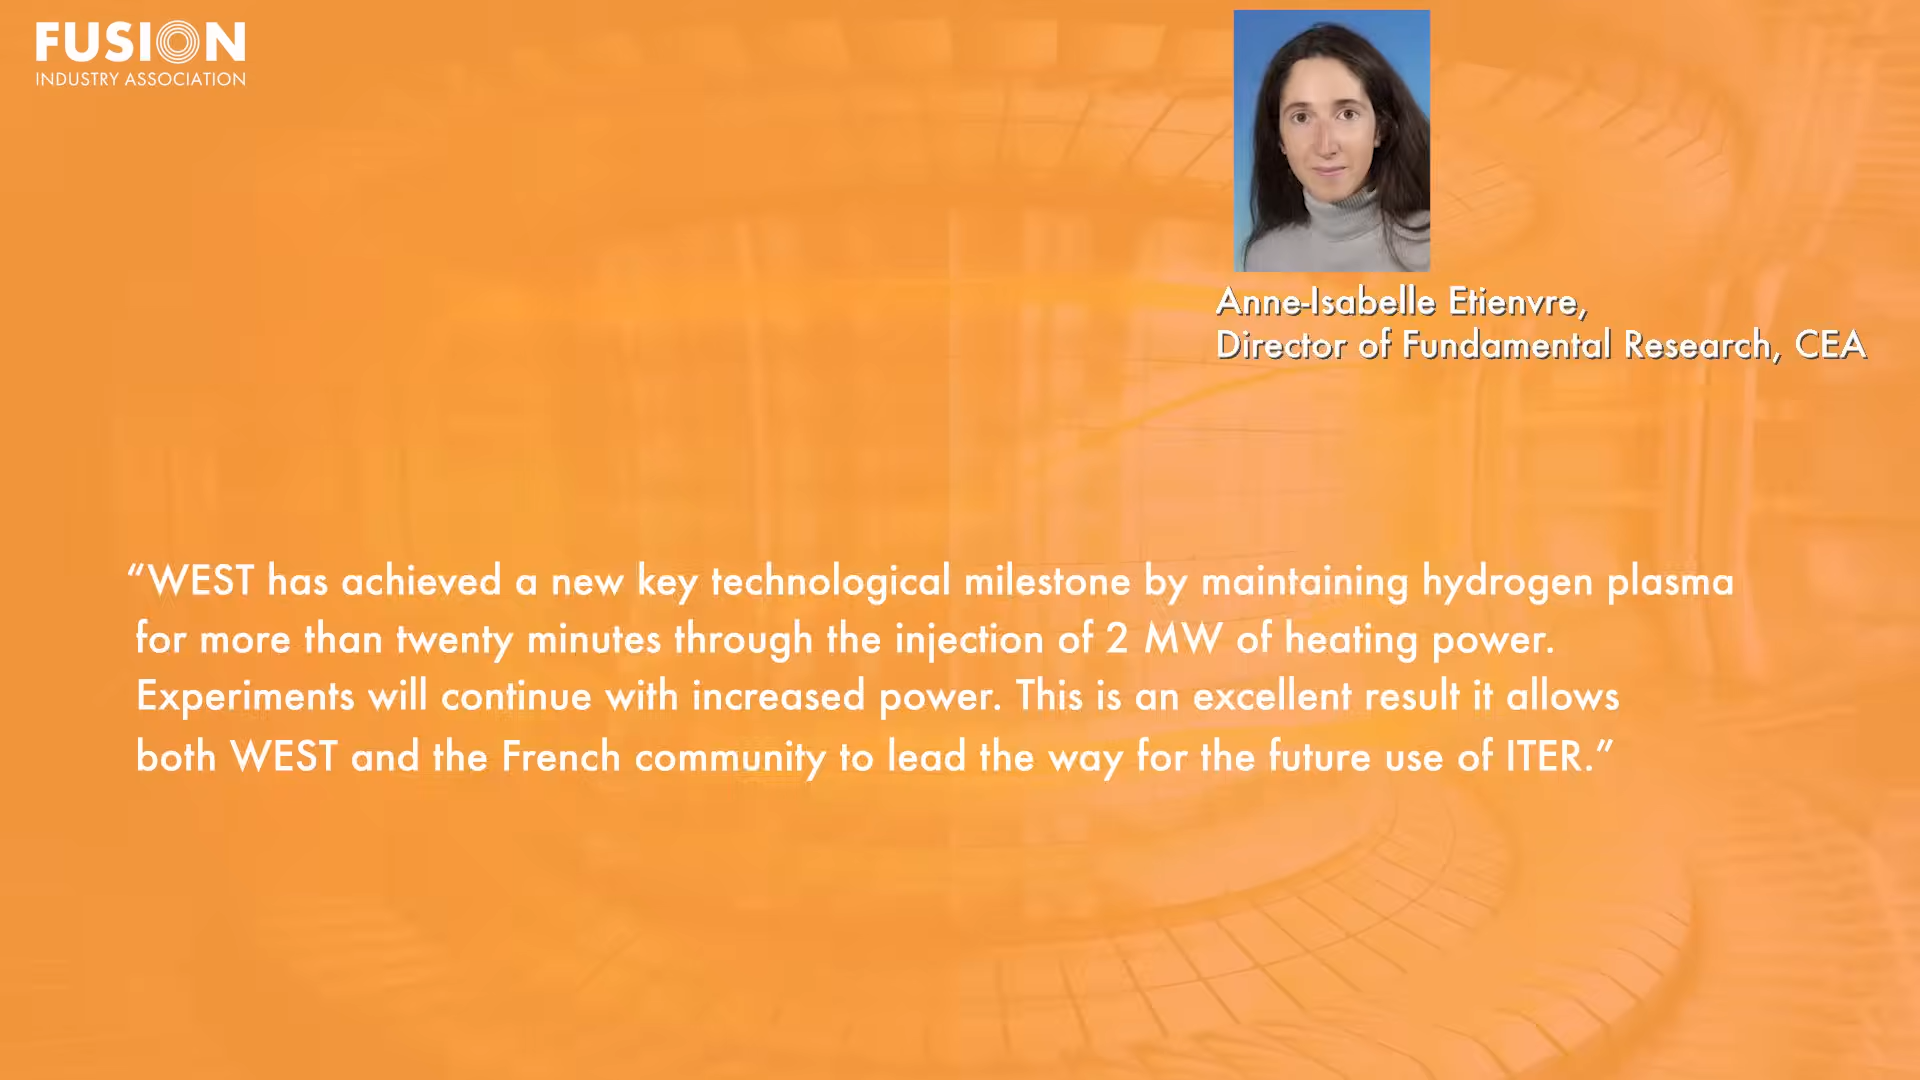 FUSION
INDUSTRY ASSOCIATION
Anne-Isabelle Etienvre,
Director of Fundamental Research, CEA
“WEST has achieved a new key technological milestone by maintaining hydrogen plasma
for more than twenty minutes through the injection of 2 MW of heating power.
Experiments will continue with increased power. This is an excellent result it allows
both WEST and the French community to lead the way for the future use of ITER.”